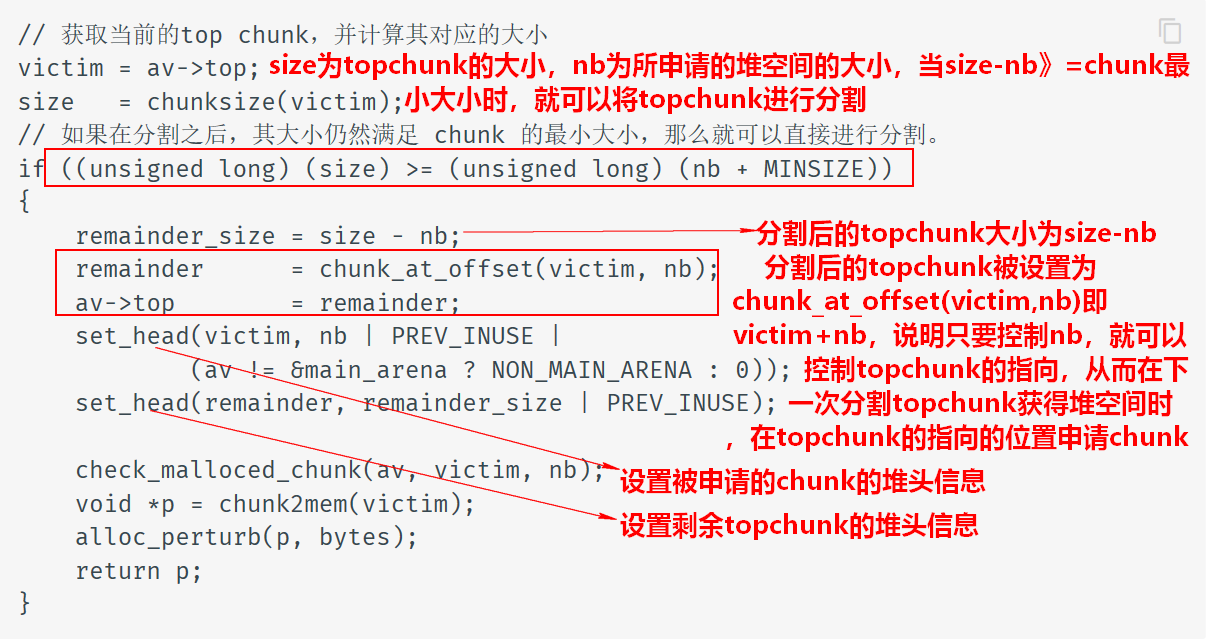 // 获取当前的top chunk，并计算其对应的大小
victim = av->top; size为topchunk的大小，nb为所申请的堆空间的大小，当size-nb》=chunk最
size   = chunksize(victim);小大小时，就可以将topchunk进行分割
// 如果在分割之后，其大小仍然满足 chunk 的最小大小，那么就可以直接进行分割。
if ((unsigned long) (size) >= (unsigned long) (nb + MINSIZE))
{
    remainder_size = size - nb; 分割后的topchunk大小为size-nb
    remainder      = chunk_at_offset(victim, nb); 分割后的topchunk被设置为
    av->top        = remainder; chunk_at_offset(victim,nb)即
    set_head(victim, nb | PREV_INUSE | victim+nb，说明只要控制nb，就可以
            (av != &main_arena ? NON_MAIN_ARENA : 0)); 控制topchunk的指向，从而在下
    set_head(remainder, remainder_size | PREV_INUSE); 一次分割topchunk获得堆空间时
，在topchunk的指向的位置申请chunk
    check_malloced_chunk(av, victim, nb); 设置被申请的chunk的堆头信息
    void *p = chunk2mem(victim);
设置剩余topchunk的堆头信息
    alloc_perturb(p, bytes);
    return p;
}